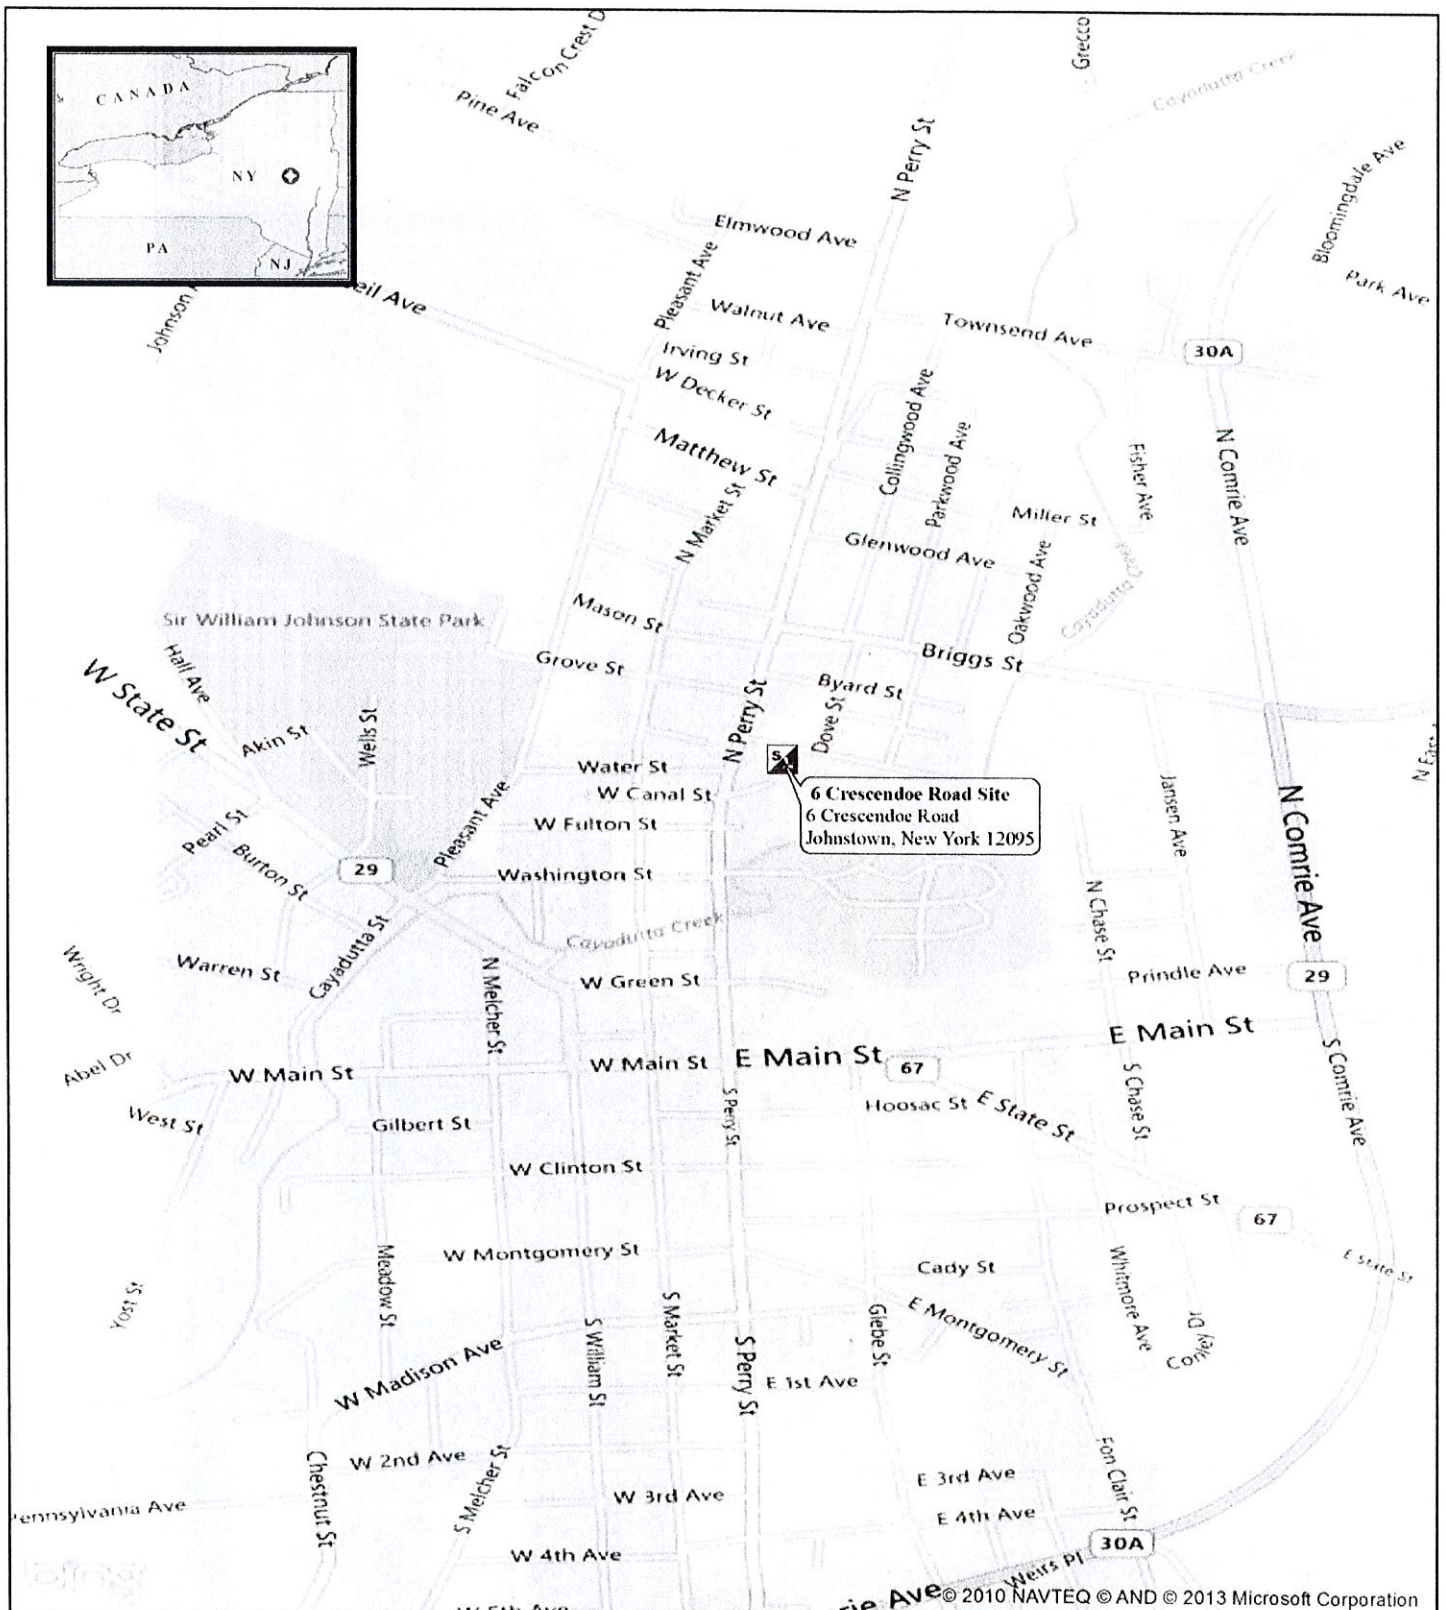 Falcon Crest D
Pine Ave
Grecco
Cayadutta Creek
CANADA
NY
PA
NJ
N Perry St
Bloomingdale Ave
Park Ave
Elmwood Ave
Pleasant Ave
Johnson
eil Ave
Walnut Ave
Townsend Ave
30A
Irving St
W Decker St
Collingwood Ave
Parkwood Ave
Matthew St
N Market St
Fisher Ave
N Comrie Ave
Miller St
Glenwood Ave
Oakwood Ave
Cayadutta Creek
Sir William Johnson State Park
Mason St
Hall Ave
W State St
Grove St
Briggs St
Byard St
N Perry St
Dove St
Akin St
Wells St
Water St
W Canal St
W Fulton St
Pleasant Ave
6 Crescendoe Road Site
6 Crescendoe Road
Johnstown, New York 12095
Jansen Ave
N Comrie Ave
Pearl St
Burton St
29
Washington St
N Chase St
Cayadutta Creek
Cayadutta St
Warren St
Wright Dr
N Melcher St
W Green St
Prindle Ave
29
Abel Dr
W Main St
W Main St
E Main St
67
E Main St
S Comrie Ave
West St
Gilbert St
S Perry St
Hoosac St
E State St
S Chase St
W Clinton St
Prospect St
67
W Montgomery St
Cady St
E State St
Yost St
Meadow St
S William St
S Market St
S Perry St
Glebe St
E Montgomery St
Whitmore Ave
Conkey Dr
W Madison Ave
E 1st Ave
Chestnut St
W 2nd Ave
S Melcher St
W 3rd Ave
E 3rd Ave
E 4th Ave
Fon Clair St
ennsylvania Ave
W 4th Ave
30A
Weirs Pl
W 5th Ave
rie Ave
© 2010 NAVTEQ © AND © 2013 Microsoft Corporation